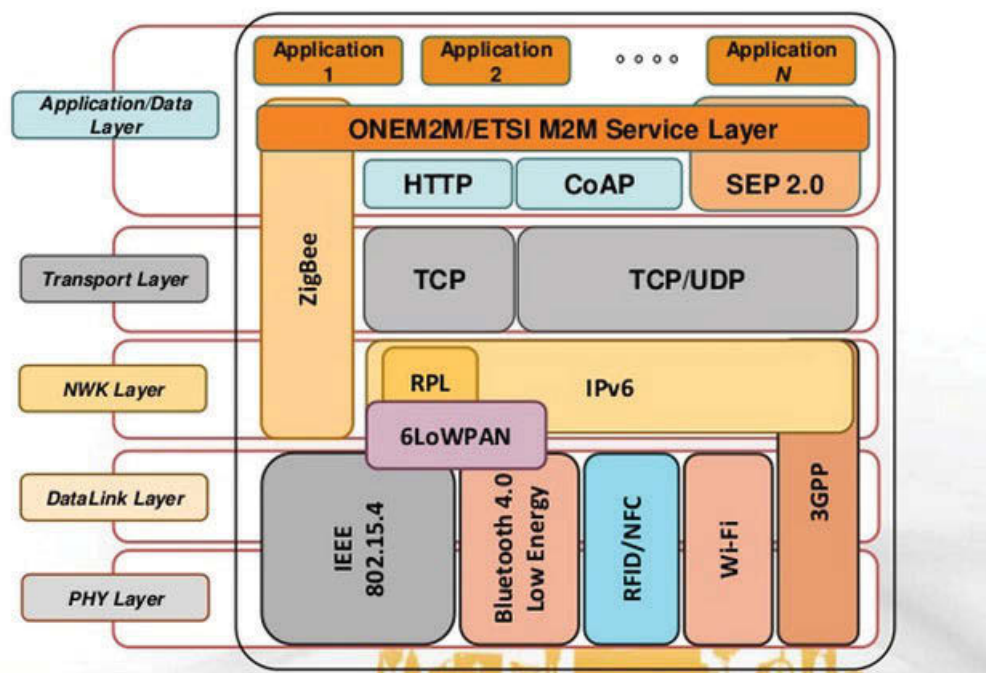 Application
1
Application
2
Application
N
Application/Data
Layer
ONEM2M/ETSI M2M Service Layer
HTTP
CoAP
SEP 2.0
ZigBee
Transport Layer
TCP
TCP/UDP
NWK Layer
RPL
IPv6
6LoWPAN
DataLink Layer
IEEE
802.15.4
Bluetooth 4.0
Low Energy
RFID/NFC
Wi-Fi
3GPP
PHY Layer